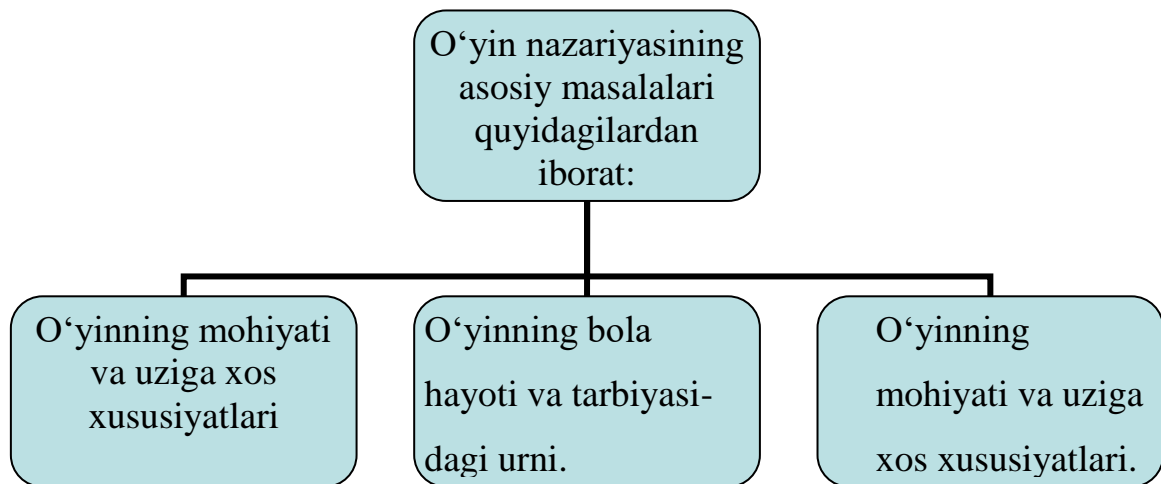 O‘yin nazariyasining
asosiy masalalari
quyidagilardan
iborat:
O‘yinning mohiyati
va uziga xos
xususiyatlari
O‘yinning bola
hayoti va tarbiyasi-
dagi urni.
O‘yinning
mohiyati va uziga
xos xususiyatlari.